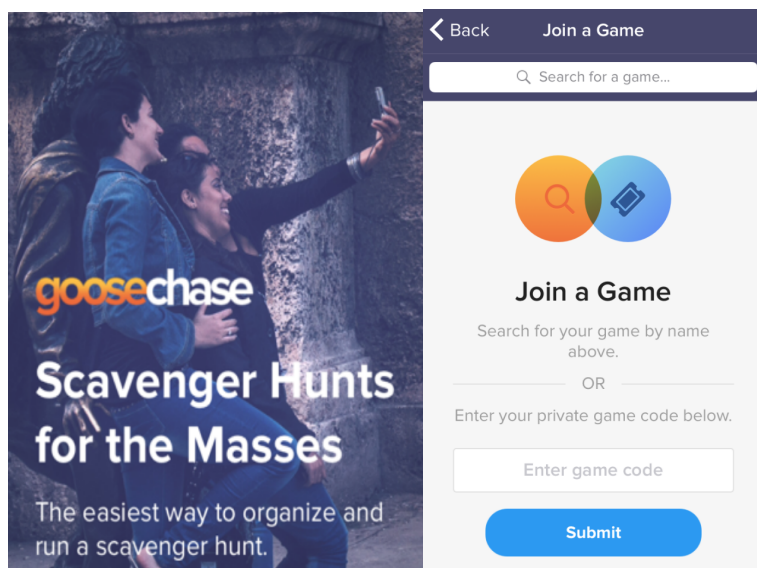 goosechase
Scavenger Hunts
for the Masses
The easiest way to organize and
run a scavenger hunt.
Back
Join a Game
Search for a game...
Join a Game
Search for your game by name
above.
OR
Enter your private game code below.
Enter game code
Submit